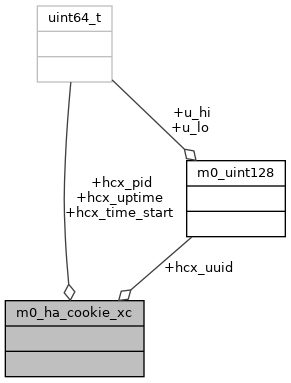 uint64_t
+u_hi
+u_lo
m0_uint128
+hcx_pid
+hcx_uptime
+hcx_time_start
+hcx_uuid
m0_ha_cookie_xc